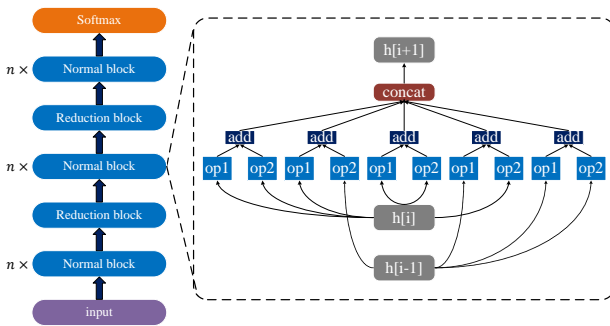 Softmax
n × Normal block
Reduction block
n × Normal block
Reduction block
n × Normal block
input
h[i+1]
concat
add add add add add
op1 op2 op1 op2 op1 op2 op1 op2 op1 op2
h[i]
h[i-1]